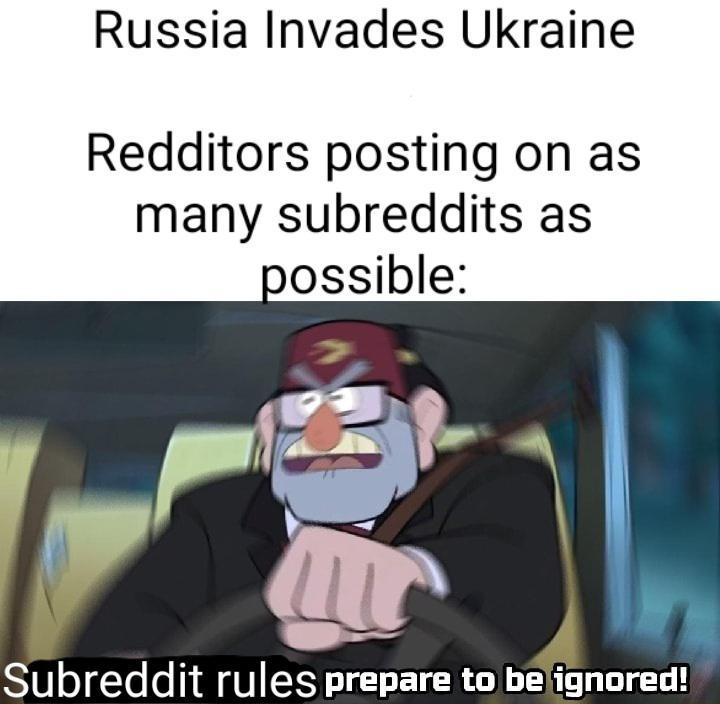 Russia Invades Ukraine
Redditors posting on as
many subreddits as
possible:
Subreddit rules prepare to be ignored!